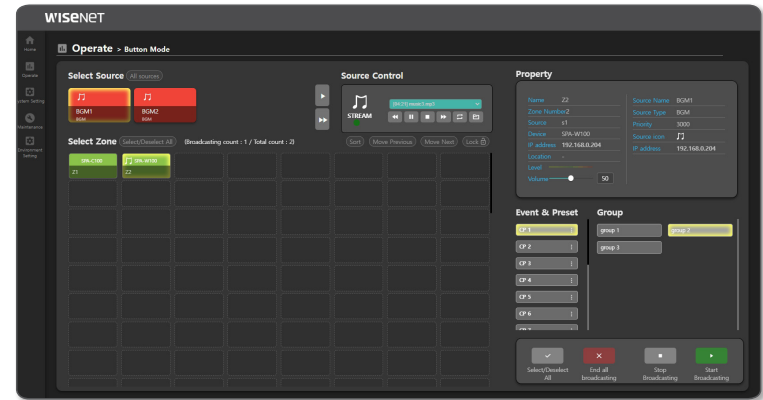 WISENET
Home
Operate
System Setting
Maintenance
Environment Setting
Operate > Button Mode
Select Source (All sources)
BGM1
BGM
BGM2
BGM
Source Control
STREAM
[04:23] music3.mp3
Select Zone (Select/Deselect All) (Broadcasting count : 1 / Total count : 2)
Sort
Move Previous
Move Next
Lock
SPA-C100
Z1
SPA-W100
Z2
Property
Name Z2
Zone Number2
Source s1
Device SPA-W100
IP address 192.168.0.204
Location -
Level
Volume 50
Source Name BGM1
Source Type BGM
Priority 3000
Source icon
IP address 192.168.0.204
Event & Preset
CP 1
CP 2
CP 3
CP 4
CP 5
CP 6
Group
group 1
group 2
group 3
Select/Deselect All
End all broadcasting
Stop Broadcasting
Start Broadcasting